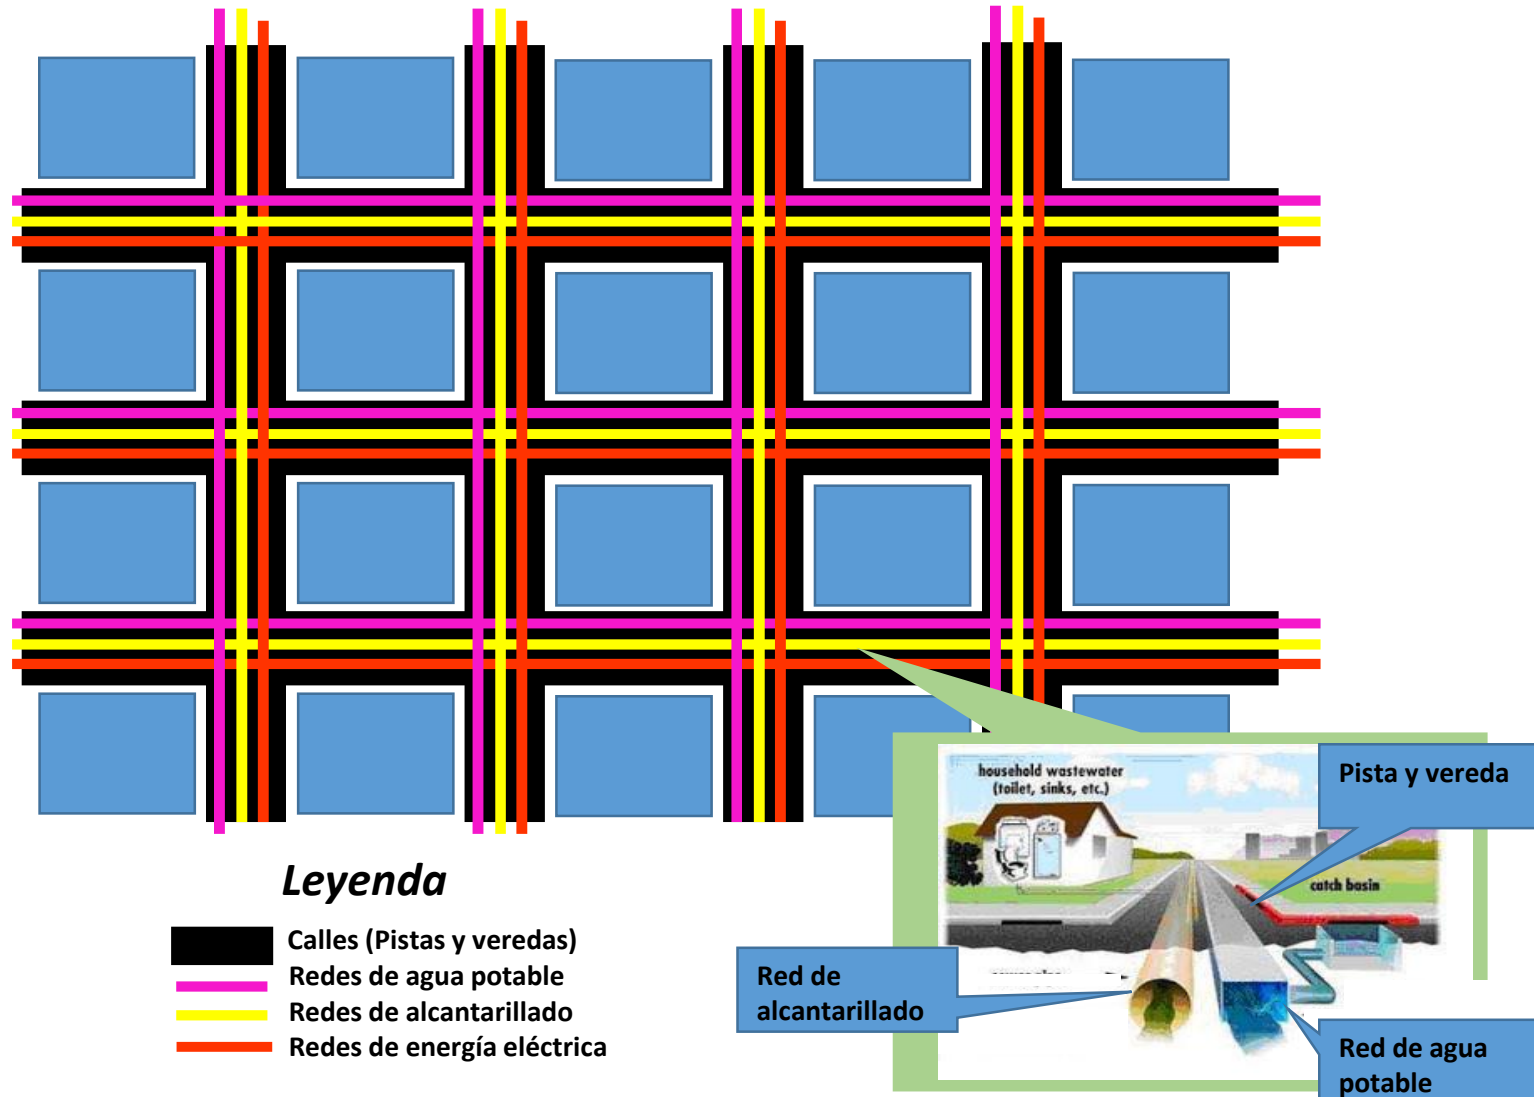 household wastewater
(toilet, sinks, etc.)
Pista y vereda
catch basin
Leyenda
Calles (Pistas y veredas)
Redes de agua potable
Redes de alcantarillado
Redes de energía eléctrica
Red de
alcantarillado
Red de agua
potable